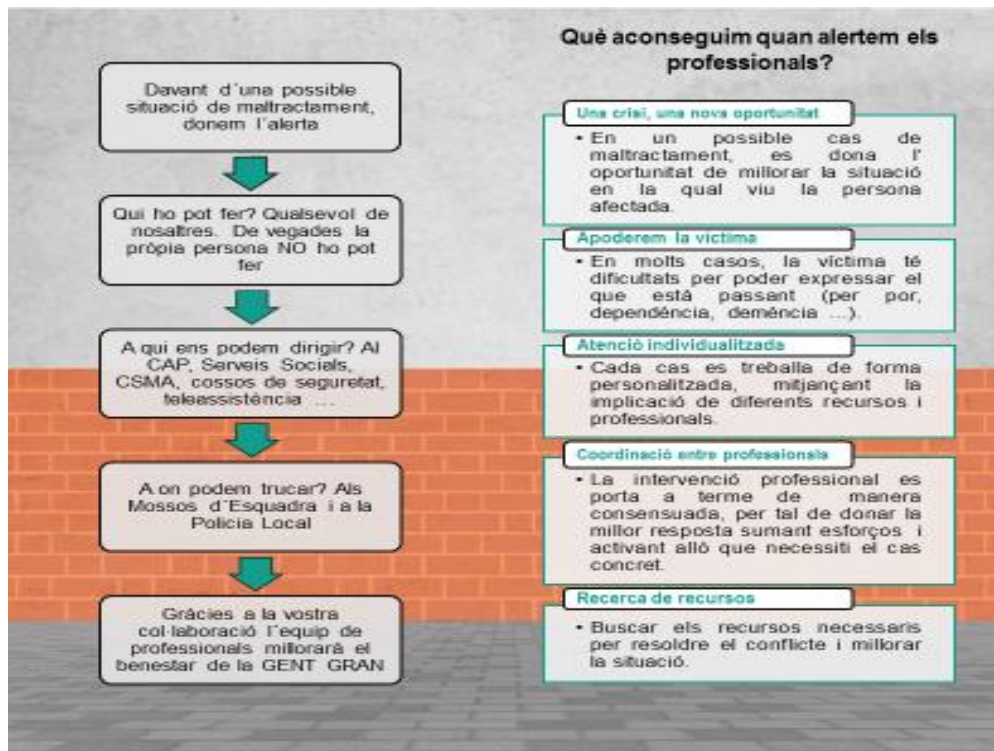 Davant d´una possible
situació de maltractament,
donem l´alerta
Qui ho pot fer? Qualsevol de
nosaltres. De vegades la
pròpia persona NO ho pot
fer
A qui ens podem dirigir? Al
CAP, Serveis Socials,
CSMA, cossos de seguretat,
teleassistència ...
A on podem trucar? Als
Mossos d´Esquadra i a la
Policia Local
Gràcies a la vostra
col·laboració l´equip de
professionals millorarà el
benestar de la GENT GRAN
Què aconseguim quan alertem els
professionals?
Una crisi, una nova oportunitat
• En un possible cas de
maltractament, es dona l'
oportunitat de millorar la situació
en la qual viu la persona
afectada.
Apoderem la víctima
• En molts casos, la víctima té
dificultats per poder expressar el
que està passant (per por,
dependència, demència ...).
Atenció individualitzada
• Cada cas es treballa de forma
personalitzada, mitjançant la
implicació de diferents recursos i
professionals.
Coordinació entre professionals
• La intervenció professional es
porta a terme de manera
consensuada, per tal de donar la
millor resposta sumant esforços i
activant allò que necessiti el cas
concret.
Recerca de recursos
• Buscar els recursos necessaris
per resoldre el conflicte i millorar
la situació.